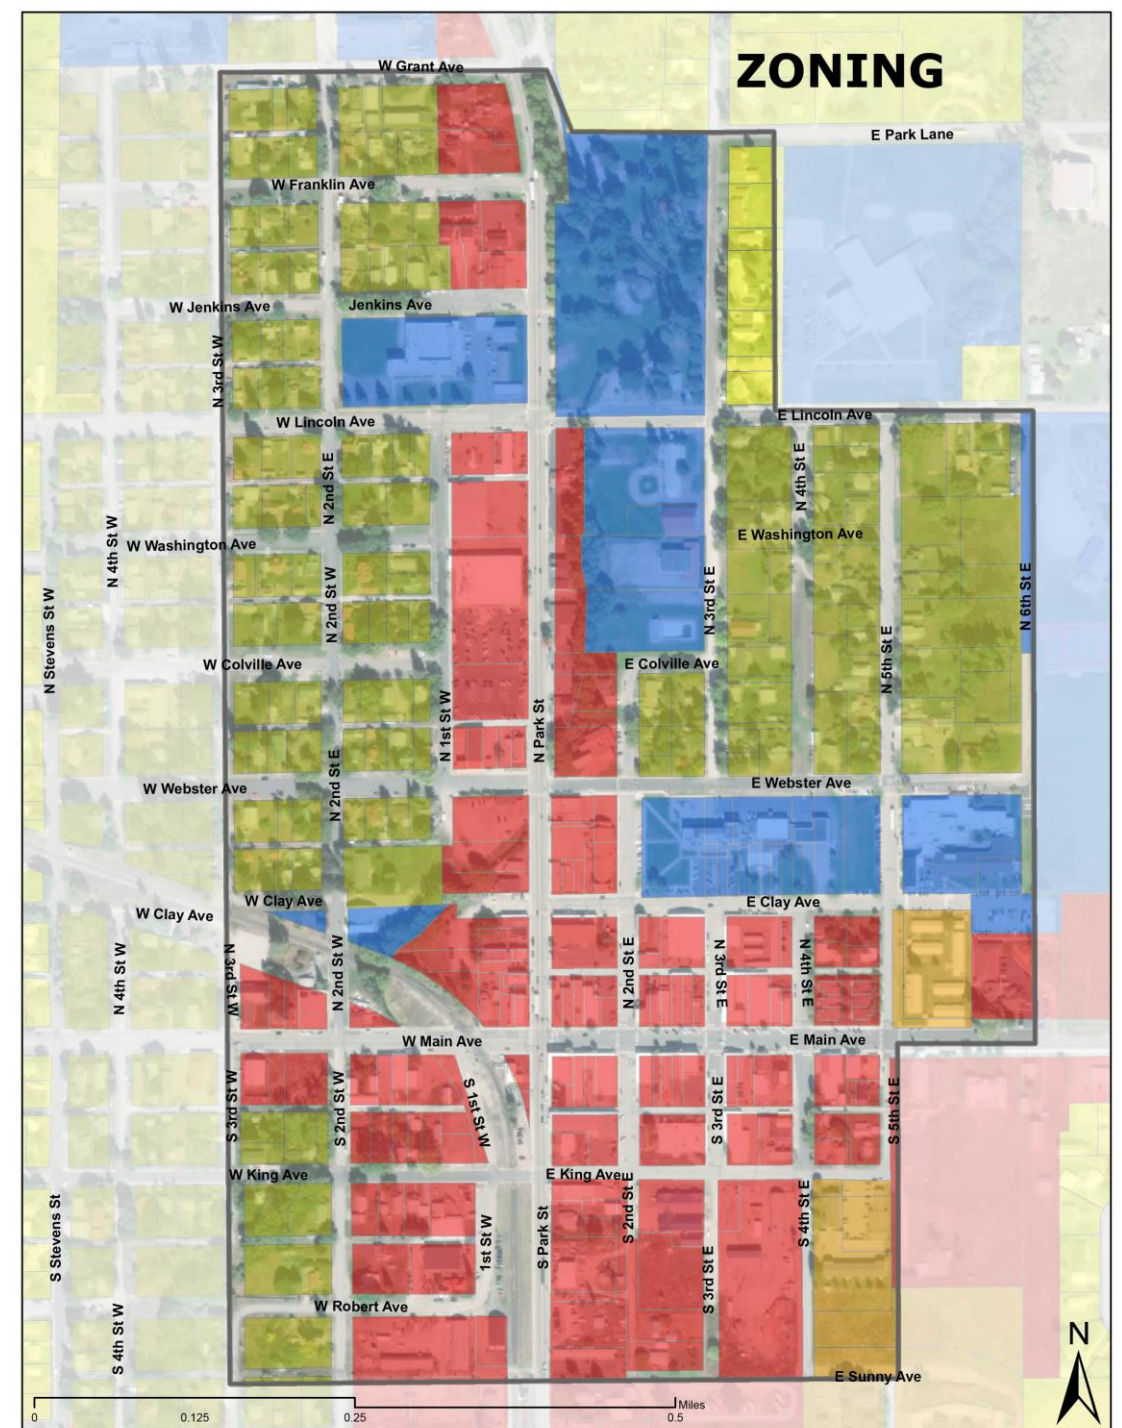 ZONING
W Grant Ave
E Park Lane
W Franklin Ave
W Jenkins Ave
Jenkins Ave
N 3rd St W
W Lincoln Ave
E Lincoln Ave
N 2nd St E
N 4th St E
N 4th St W
W Washington Ave
E Washington Ave
N Stevens St W
N 2nd St W
N 3rd St E
N 6th St E
N 5th St E
W Colville Ave
E Colville Ave
N 1st St W
N Park St
N 2nd St E
W Webster Ave
E Webster Ave
W Clay Ave
W Clay Ave
E Clay Ave
N 4th St W
N 3rd St W
N 2nd St W
N 2nd St E
N 3rd St E
N 4th St E
W Main Ave
E Main Ave
S 3rd St W
S 2nd St W
S 1st St W
S 3rd St E
S 5th St E
W King Ave
E King Ave
S Stevens St
1st St W
S Park St
S 2nd St E
S 3rd St E
S 4th St E
W Robert Ave
S 4th St W
E Sunny Ave
N
Miles
0 0.125 0.25 0.5